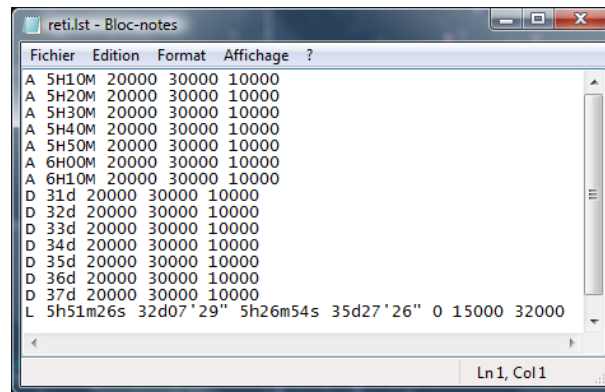 reti.lst - Bloc-notes
Fichier Edition Format Affichage ?
A 5H10M 20000 30000 10000
A 5H20M 20000 30000 10000
A 5H30M 20000 30000 10000
A 5H40M 20000 30000 10000
A 5H50M 20000 30000 10000
A 6H00M 20000 30000 10000
A 6H10M 20000 30000 10000
D 31d 20000 30000 10000
D 32d 20000 30000 10000
D 33d 20000 30000 10000
D 34d 20000 30000 10000
D 35d 20000 30000 10000
D 36d 20000 30000 10000
D 37d 20000 30000 10000
L 5h51m26s 32d07'29" 5h26m54s 35d27'26" 0 15000 32000
Ln 1, Col 1